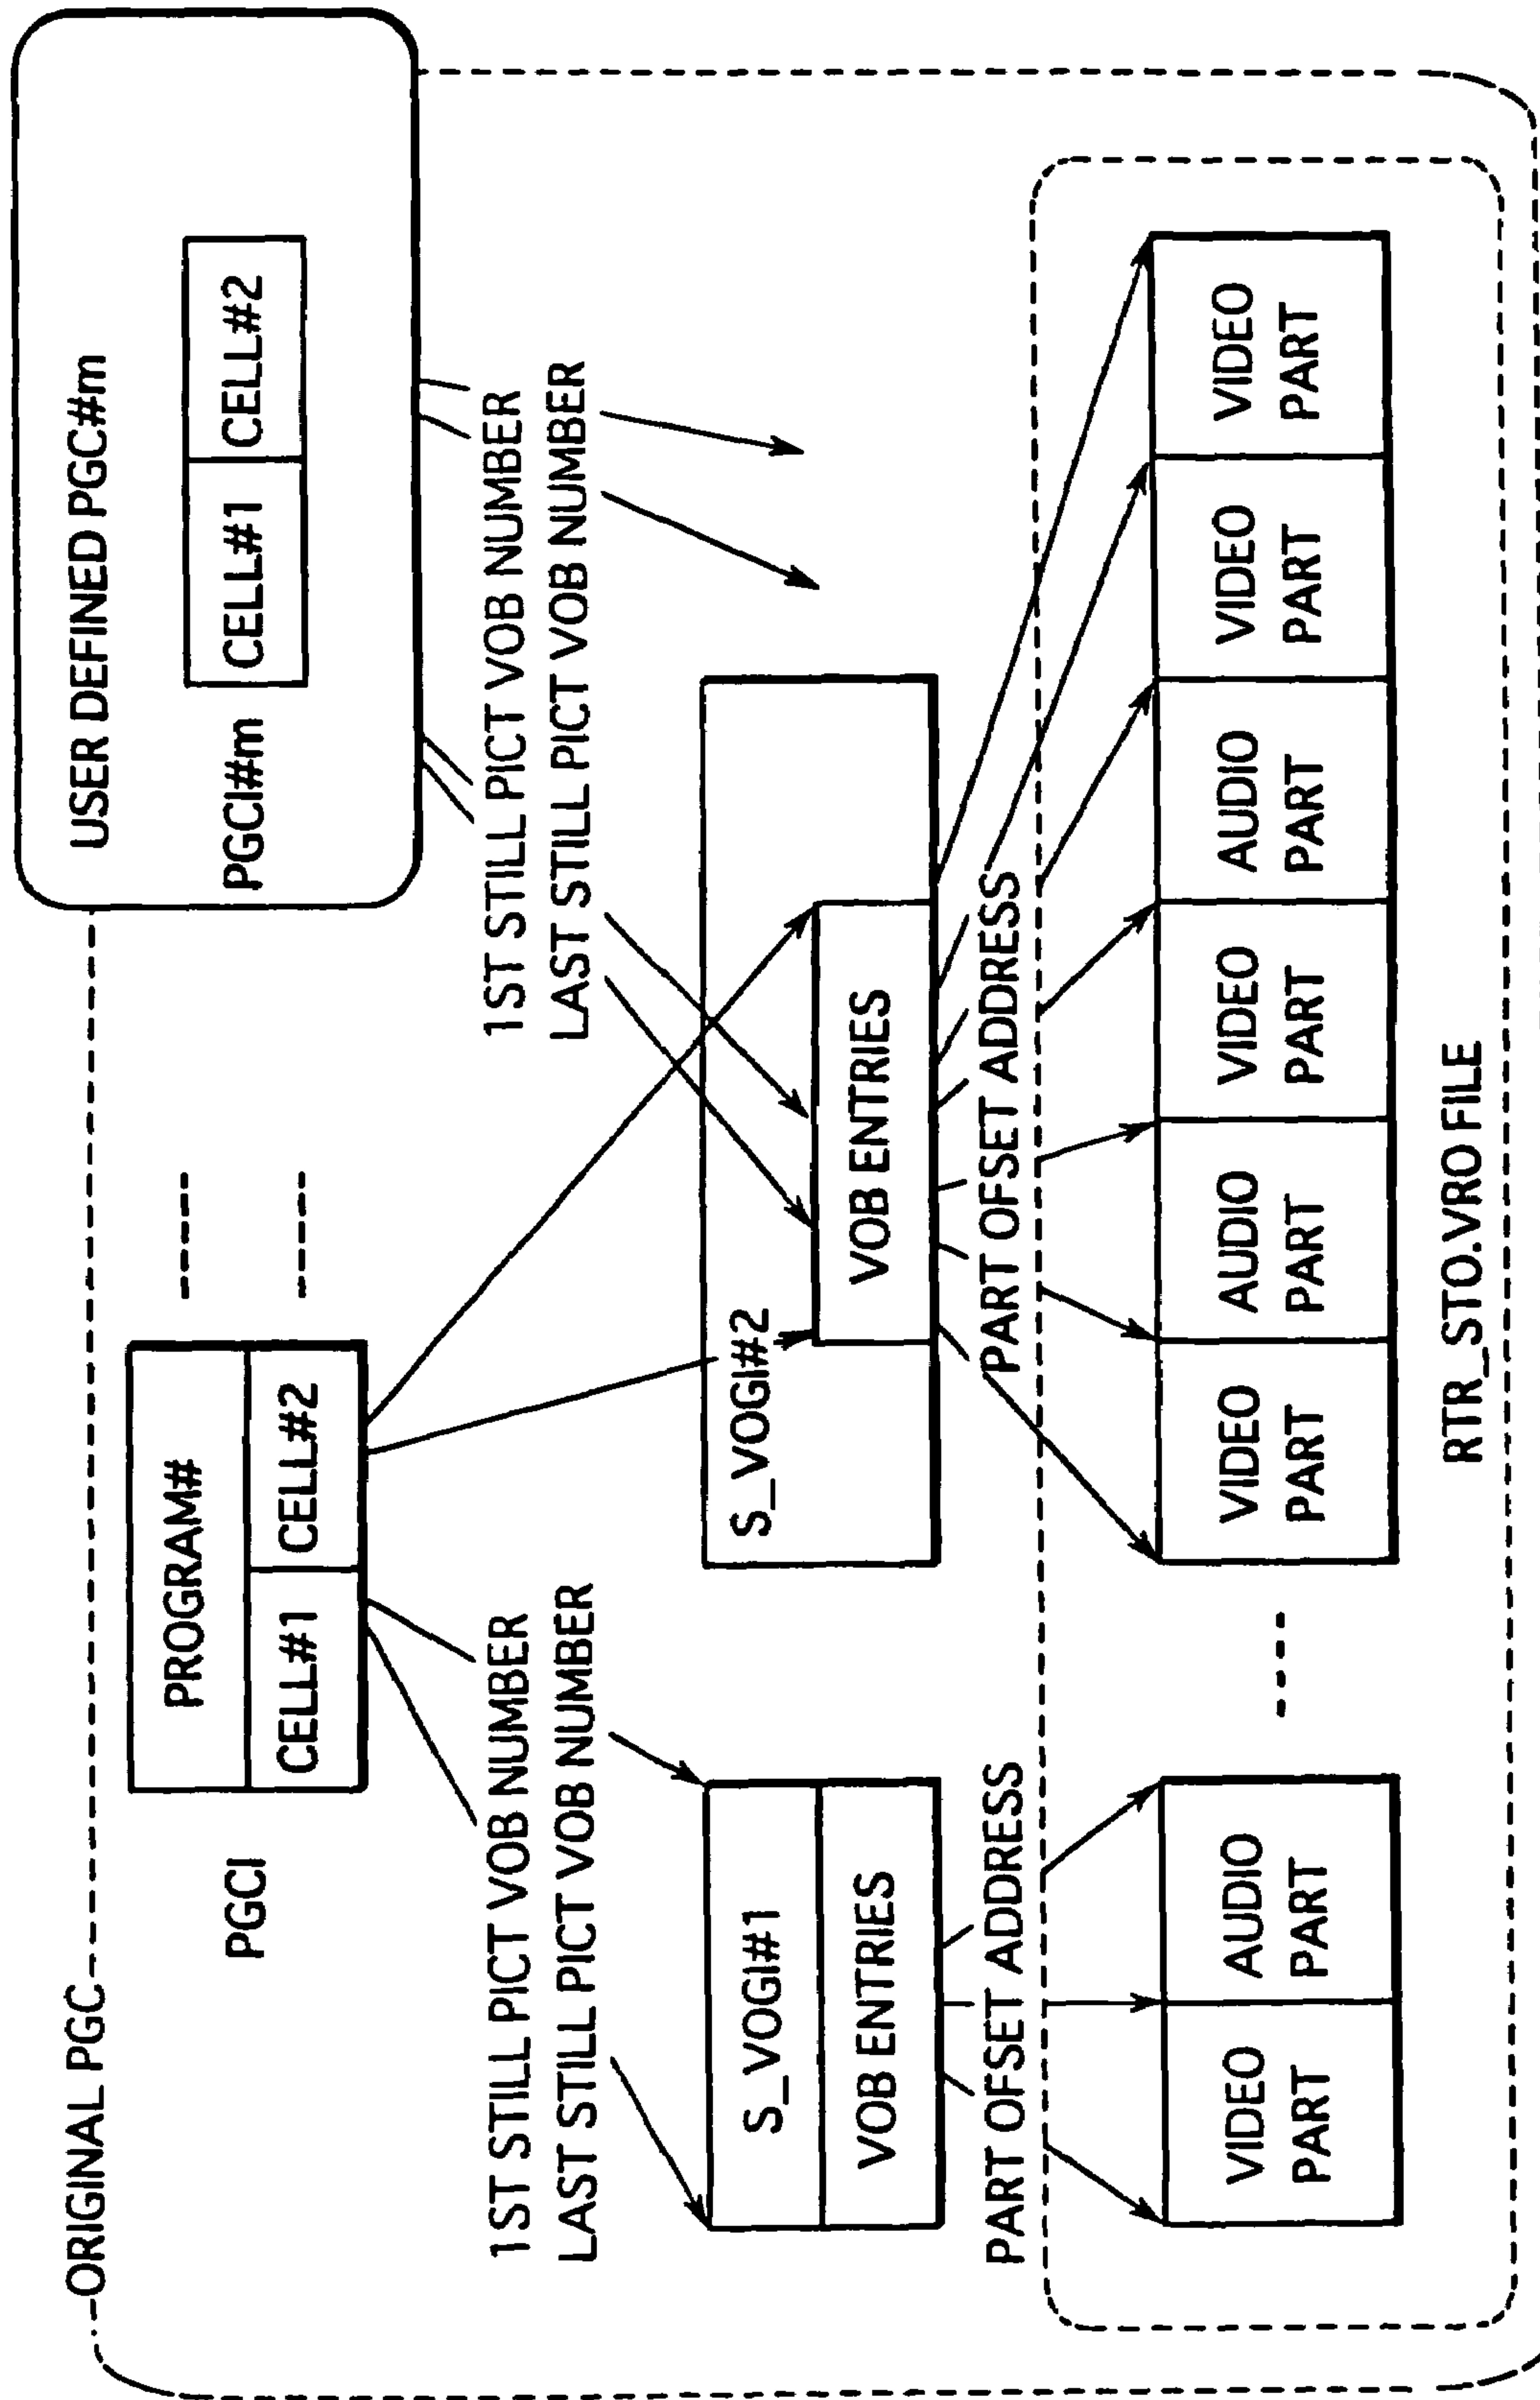 ORIGINAL PGC
USER DEFINED PGC#m
PROGRAM#
PGCI
CELL#1
CELL#2
PGCI#m
CELL#1
CELL#2
1ST STILL PICT VOB NUMBER
LAST STILL PICT VOB NUMBER
1ST STILL PICT VOB NUMBER
LAST STILL PICT VOB NUMBER
S_VOGI#1
VOB ENTRIES
S_VOGI#2
VOB ENTRIES
PART OFSET ADDRESS
PART OFSET ADDRESS
VIDEO
PART
AUDIO
PART
VIDEO
PART
AUDIO
PART
VIDEO
PART
AUDIO
PART
VIDEO
PART
VIDEO
PART
RTR_STO.VRO FILE